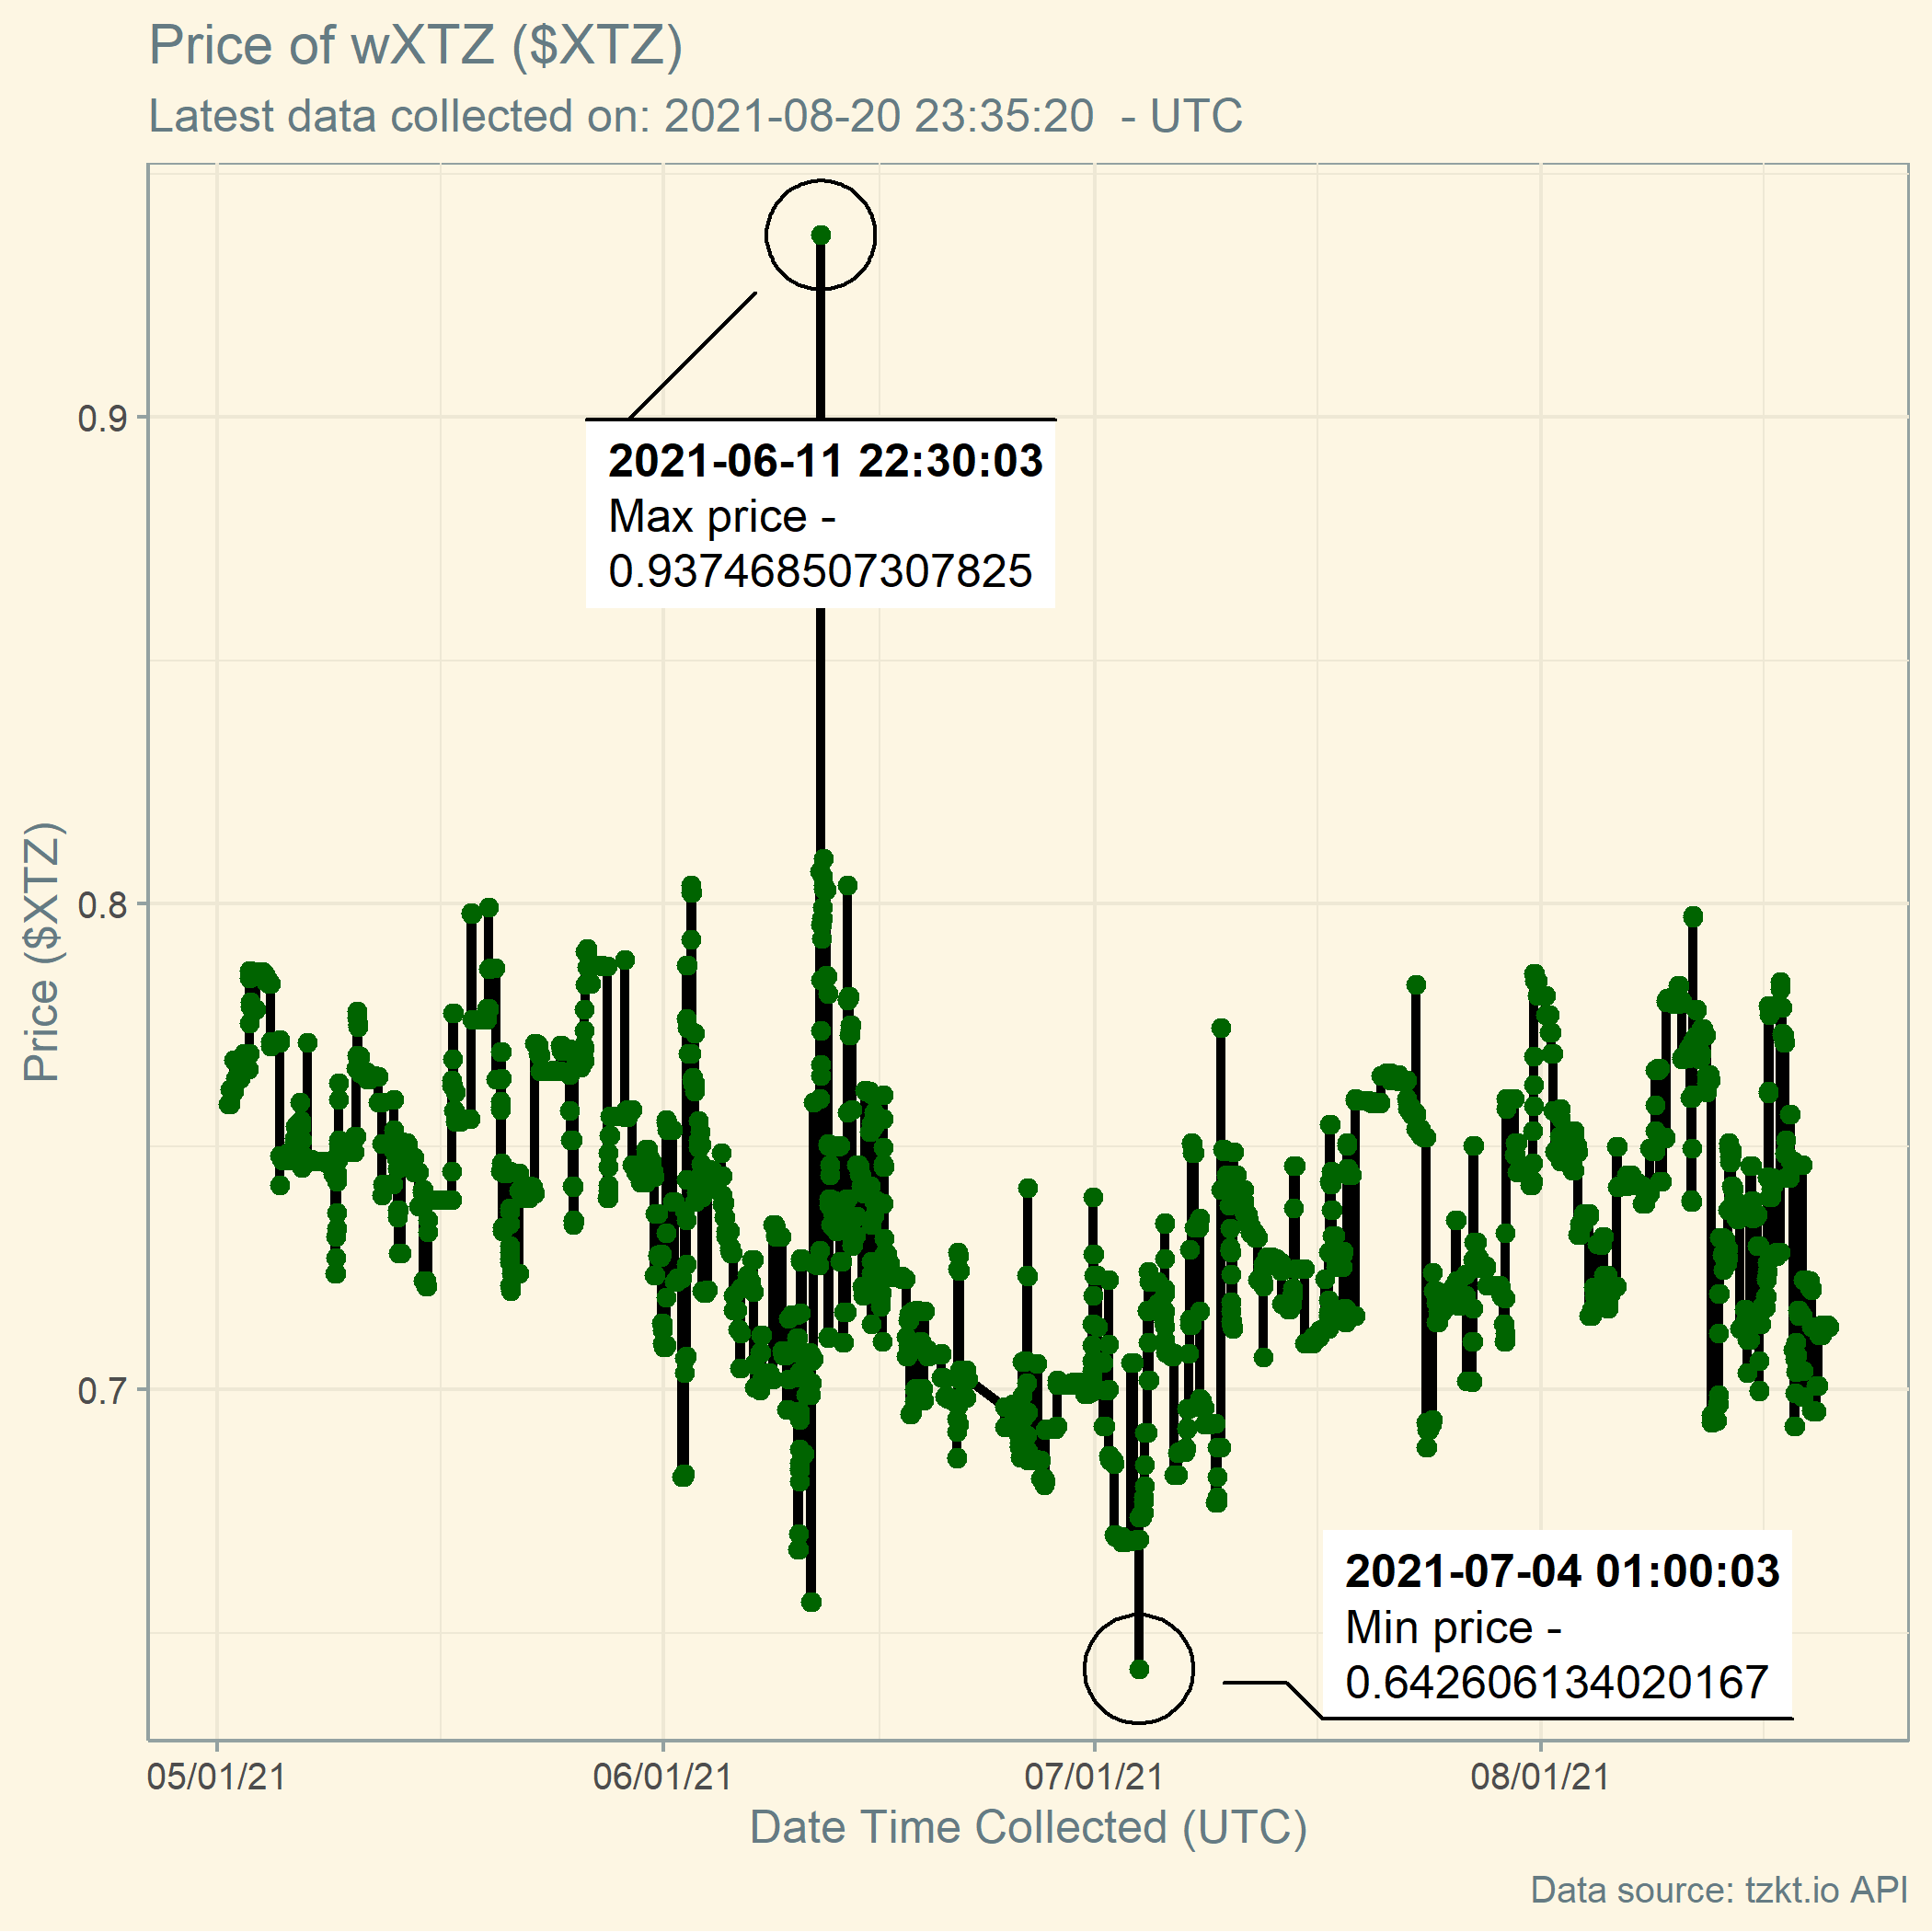 Price of wXTZ ($XTZ)
Latest data collected on: 2021-08-20 23:35:20  - UTC
Price ($XTZ)
0.9
0.8
0.7
2021-06-11 22:30:03
Max price -
0.937468507307825
2021-07-04 01:00:03
Min price -
0.642606134020167
05/01/21
06/01/21
07/01/21
08/01/21
Date Time Collected (UTC)
Data source: tzkt.io API